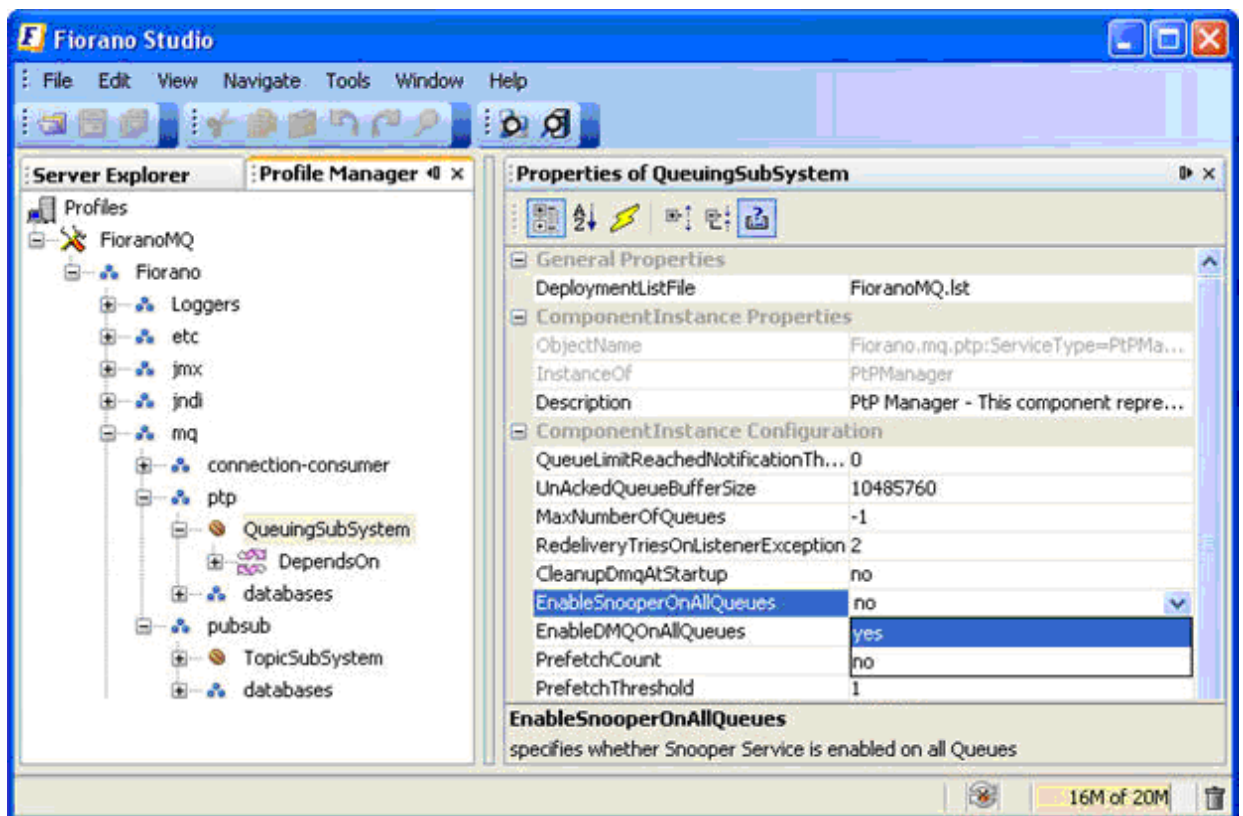 Fiorano Studio
File Edit View Navigate Tools Window Help
Server Explorer Profile Manager
Profiles
FioranoMQ
Fiorano
Loggers
etc
jmx
jndi
mq
connection-consumer
ptp
QueuingSubSystem
DependsOn
databases
pubsub
TopicSubSystem
databases
Properties of QueuingSubSystem
General Properties
DeploymentListFile FioranoMQ.lst
ComponentInstance Properties
ObjectName Fiorano.mq.ptp:ServiceType=PtPMa...
InstanceOf PtPManager
Description PtP Manager - This component repre...
ComponentInstance Configuration
QueueLimitReachedNotificationTh... 0
UnAckedQueueBufferSize 10485760
MaxNumberOfQueues -1
RedeliveryTriesOnListenerException 2
CleanupDmqAtStartup no
EnableSnooperOnAllQueues no
EnableDMQOnAllQueues yes
PrefetchCount no
PrefetchThreshold 1
EnableSnooperOnAllQueues
specifies whether Snooper Service is enabled on all Queues
16M of 20M